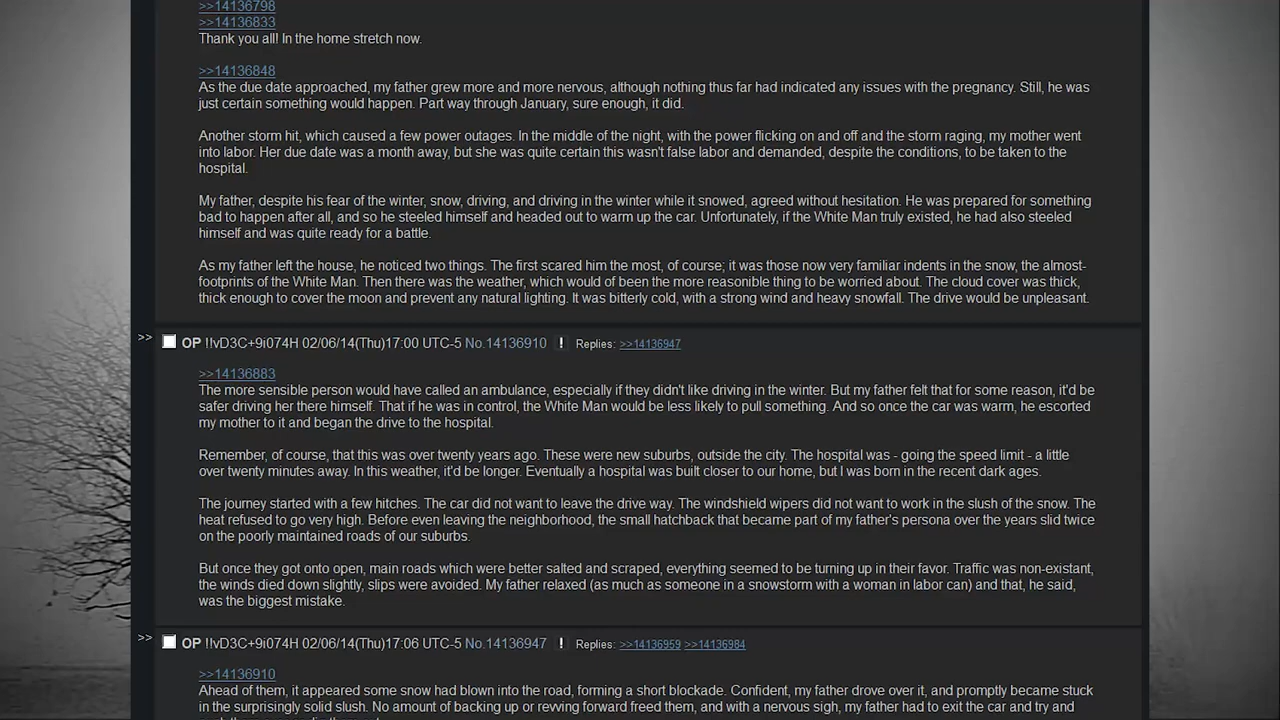 >>14136798
>>14136833
Thank you all! In the home stretch now.
>>14136848
As the due date approached, my father grew more and more nervous, although nothing thus far had indicated any issues with the pregnancy. Still, he was
just certain something would happen. Part way through January, sure enough, it did.
Another storm hit, which caused a few power outages. In the middle of the night, with the power flicking on and off and the storm raging, my mother went
into labor. Her due date was a month away, but she was quite certain this wasn't false labor and demanded, despite the conditions, to be taken to the
hospital.
My father, despite his fear of the winter, snow, driving, and driving in the winter while it snowed, agreed without hesitation. He was prepared for something
bad to happen after all, and so he steeled himself and headed out to warm up the car. Unfortunately, if the White Man truly existed, he had also steeled
himself and was quite ready for a battle.
As my father left the house, he noticed two things. The first scared him the most, of course; it was those now very familiar indents in the snow, the almost-
footprints of the White Man. Then there was the weather, which would of been the more reasonable thing to be worried about. The cloud cover was thick,
thick enough to cover the moon and prevent any natural lighting. It was bitterly cold, with a strong wind and heavy snowfall. The drive would be unpleasant.
>> OP !!vD3C+9i074H 02/06/14(Thu)17:00 UTC-5 No.14136910 ! Replies: >>14136947
>>14136883
The more sensible person would have called an ambulance, especially if they didn't like driving in the winter. But my father felt that for some reason, it'd be
safer driving her there himself. That if he was in control, the White Man would be less likely to pull something. And so once the car was warm, he escorted
my mother to it and began the drive to the hospital.
Remember, of course, that this was over twenty years ago. These were new suburbs, outside the city. The hospital was - going the speed limit - a little
over twenty minutes away. In this weather, it'd be longer. Eventually a hospital was built closer to our home, but I was born in the recent dark ages.
The journey started with a few hitches. The car did not want to leave the drive way. The windshield wipers did not want to work in the slush of the snow. The
heat refused to go very high. Before even leaving the neighborhood, the small hatchback that became part of my father's persona over the years slid twice
on the poorly maintained roads of our suburbs.
But once they got onto open, main roads which were better salted and scraped, everything seemed to be turning up in their favor. Traffic was non-existant,
the winds died down slightly, slips were avoided. My father relaxed (as much as someone in a snowstorm with a woman in labor can) and that, he said,
was the biggest mistake.
>> OP !!vD3C+9i074H 02/06/14(Thu)17:06 UTC-5 No.14136947 ! Replies: >>14136959 >>14136984
>>14136910
Ahead of them, it appeared some snow had blown into the road, forming a short blockade. Confident, my father drove over it, and promptly became stuck
in the surprisingly solid slush. No amount of backing up or revving forward freed them, and with a nervous sigh, my father had to exit the car and try and